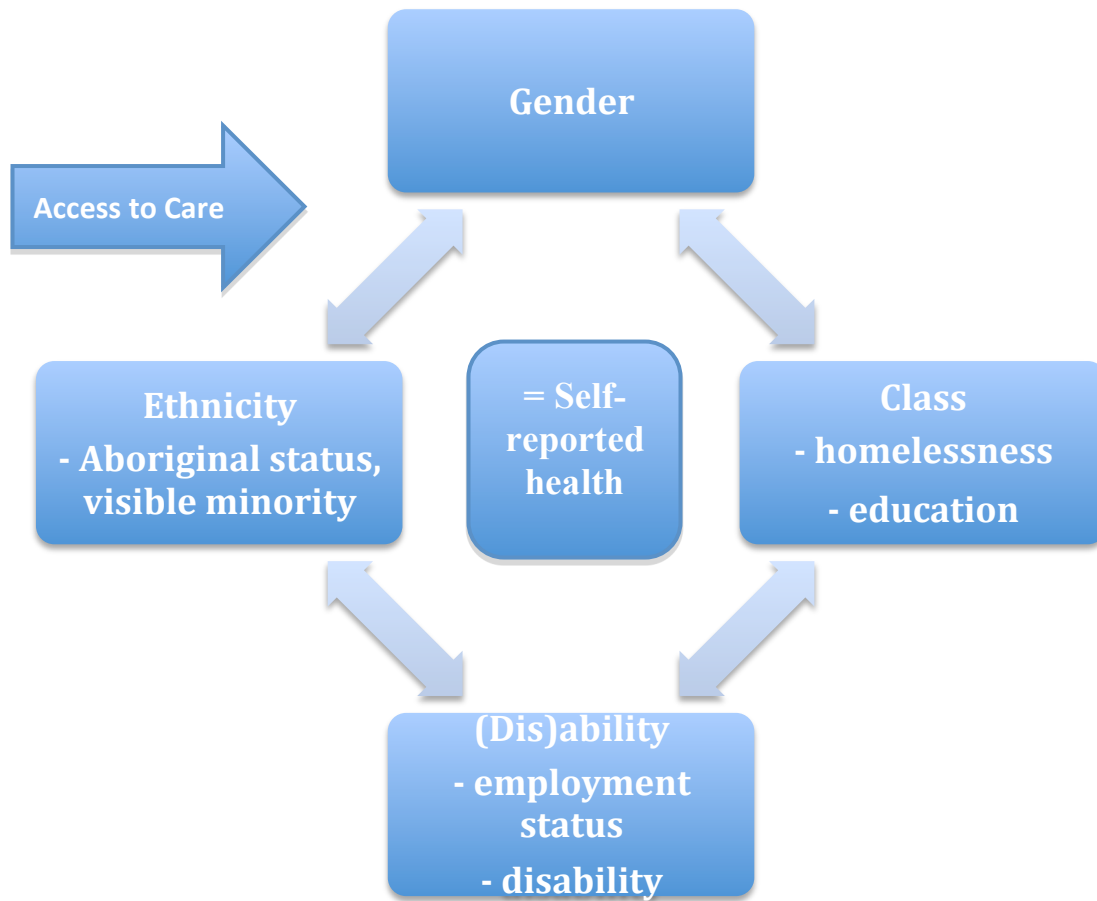 Gender
Access to Care
Ethnicity
- Aboriginal status,
visible minority
= Self-
reported
health
Class
- homelessness
- education
(Dis)ability
- employment
status
- disability